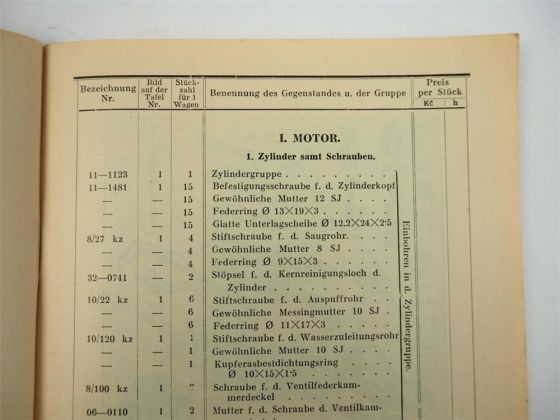 Bezeichnung Nr. Bild auf der Tafel Nr. Stück- zahl für 1 Wagen Benennung des Gegenstandes u. der Gruppe Preis per Stück
Kč h
I. MOTOR.
1. Zylinder samt Schrauben.
11—1123 1 1 Zylindergruppe . . . . . . . . .
11—1481 1 15 Befestigungsschraube f. d. Zylinderkopf
— — 15 Gewöhnliche Mutter 12 SJ . . . .
— — 15 Federring Ø 13×19×3 . . . . . .
— — 15 Glatte Unterlagscheibe Ø 12.2×24×2·5
8/27 kz 1 4 Stiftschraube f. d. Saugrohr. . . . .
— — 4 Gewöhnliche Mutter 8 SJ . . . .
— — 4 Federring Ø 9×15×3 . . . . . .
32—0741 — 2 Stöpsel f. d. Kernreinigungsloch d.
Zylinder . . . . . . . . .
10/22 kz 1 6 Stiftschraube f. d. Auspuffrohr . .
— — 6 Gewöhnliche Messingmutter 10 SJ .
— — 6 Federring Ø 11×17×3 . . . . .
10/120 kz 1 1 Stiftschraube f. d. Wasserzuleitungsrohr
— — 1 Gewöhnliche Mutter 10 SJ . . . .
— — 1 Kupferasbestdichtungsring . . . .
Ø 10×15×1·5 . . . . . .
Einbohren in d. Zylindergruppe.
8/100 kz 1 " Schraube f. d. Ventilfederkam-
merdeckel . . . . . . .
06—0110 1 2 Mutter f. d. Schraube d. Ventilkam-